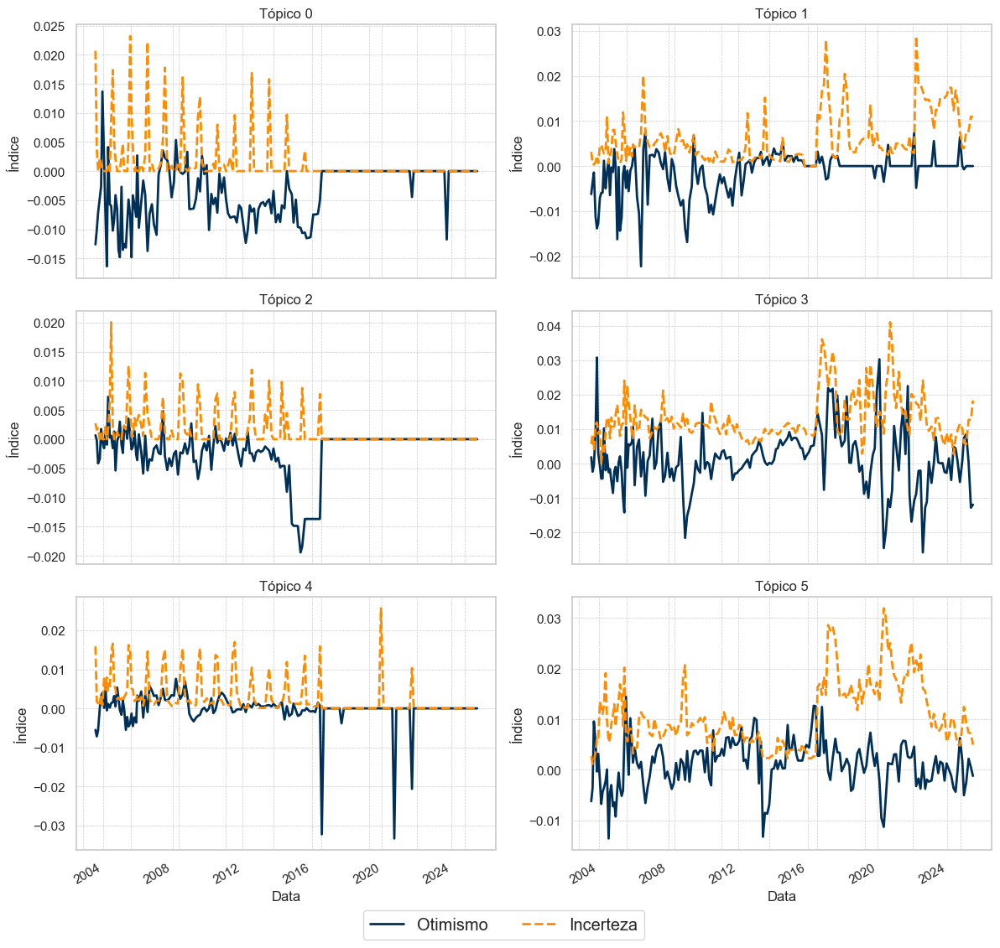 Tópico 0
Índice
0.025
0.020
0.015
0.010
0.005
0.000
−0.005
−0.010
−0.015
Tópico 1
Índice
0.03
0.02
0.01
0.00
−0.01
−0.02
Tópico 2
Índice
0.020
0.015
0.010
0.005
0.000
−0.005
−0.010
−0.015
−0.020
Tópico 3
Índice
0.04
0.03
0.02
0.01
0.00
−0.01
−0.02
Tópico 4
Índice
0.02
0.01
0.00
−0.01
−0.02
−0.03
2004 2008 2012 2016 2020 2024
Data
Tópico 5
Índice
0.03
0.02
0.01
0.00
−0.01
2004 2008 2012 2016 2020 2024
Data
Otimismo Incerteza